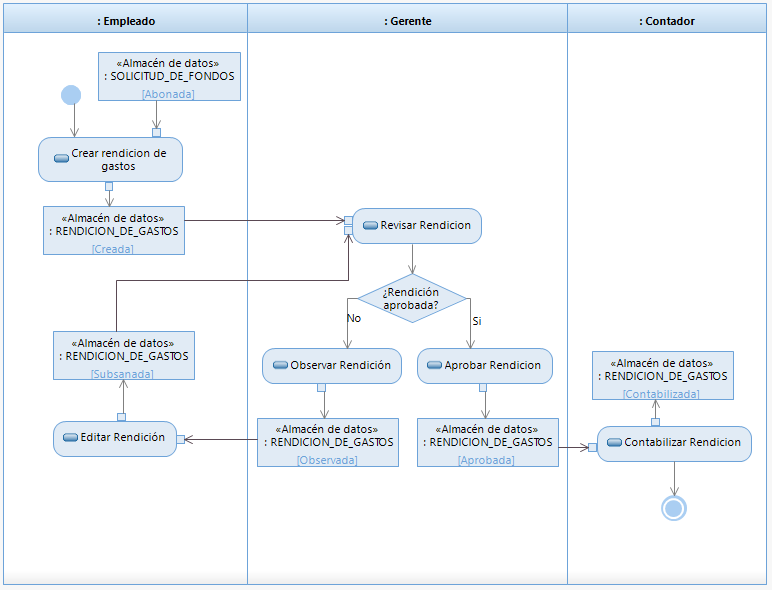 : Empleado
: Gerente
: Contador
«Almacén de datos»
: SOLICITUD_DE_FONDOS
[Abonada]
Crear rendicion de
gastos
«Almacén de datos»
: RENDICION_DE_GASTOS
[Creada]
Revisar Rendicion
¿Rendición
aprobada?
No
Si
«Almacén de datos»
: RENDICION_DE_GASTOS
[Subsanada]
Observar Rendición
Aprobar Rendicion
«Almacén de datos»
: RENDICION_DE_GASTOS
[Contabilizada]
Editar Rendición
«Almacén de datos»
: RENDICION_DE_GASTOS
[Observada]
«Almacén de datos»
: RENDICION_DE_GASTOS
[Aprobada]
Contabilizar Rendicion